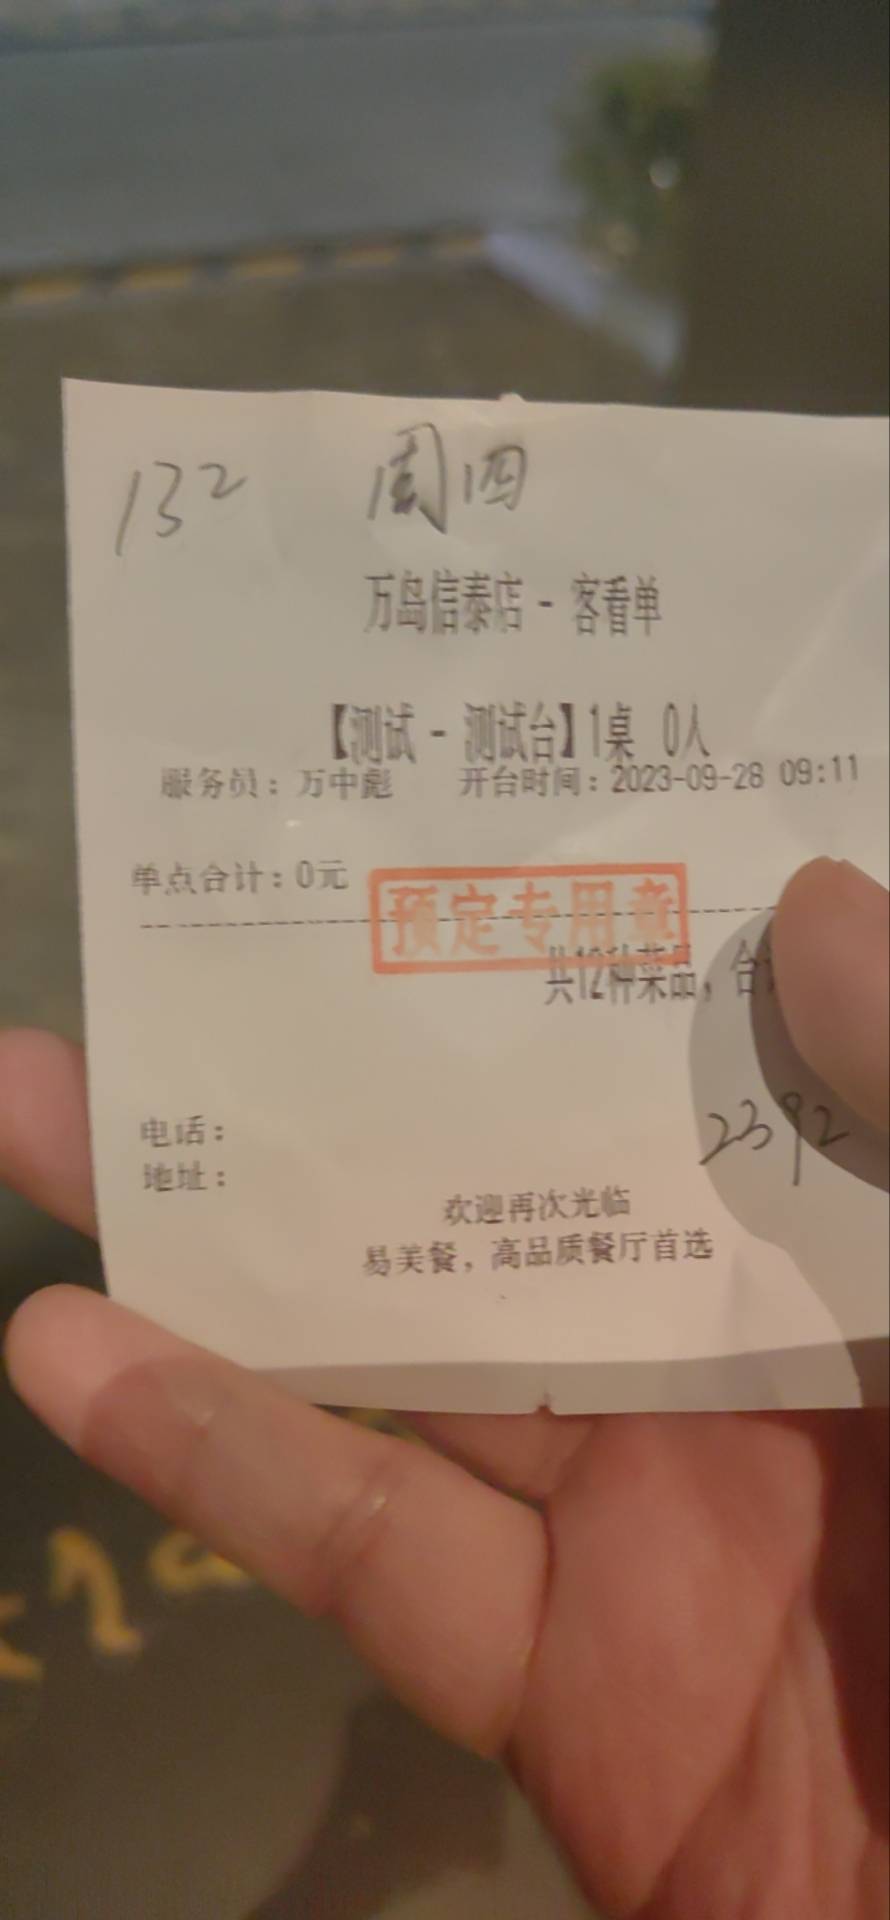 132 周四
万岛信泰店 - 客看单
【测试 - 测试台】1桌 0人
服务员：万中彪 开台时间：2023-09-28 09:11
单点合计：0元
预定专用章
共12种菜品，合
2392
电话：
地址：
欢迎再次光临
易美餐，高品质餐厅首选